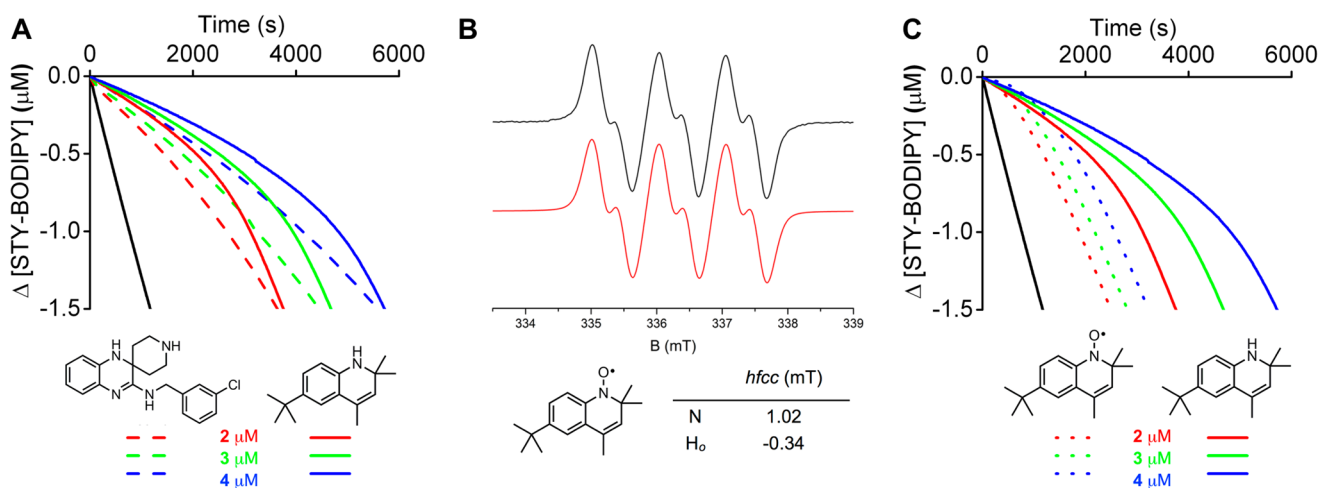 A
Time (s)
0 2000 4000 6000
Δ [STY-BODIPY] (μM)
0.0
-0.5
-1.0
-1.5
H
N
NH
N
N
H
Cl
H
N
2 μM
3 μM
4 μM
B
334 335 336 337 338 339
B (mT)
O•
N
hfcc (mT)
N 1.02
Ho -0.34
C
Time (s)
0 2000 4000 6000
Δ [STY-BODIPY] (μM)
0.0
-0.5
-1.0
-1.5
O•
N
H
N
2 μM
3 μM
4 μM